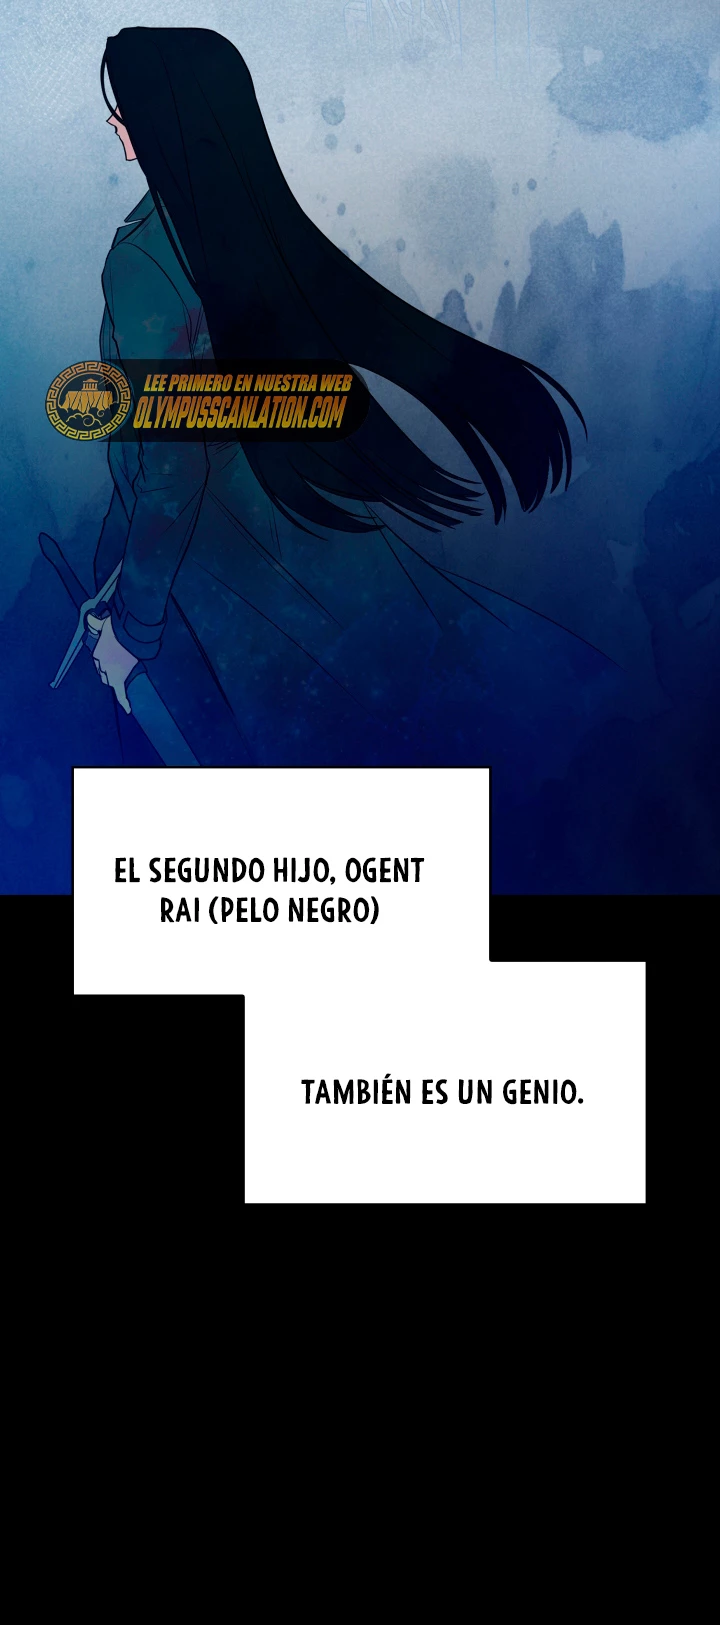 LEE PRIMERO EN NUESTRA WEB
OLYMPUSSCANLATION.COM
EL SEGUNDO HIJO, OGENT
RAI (PELO NEGRO)
TAMBIÉN ES UN GENIO.